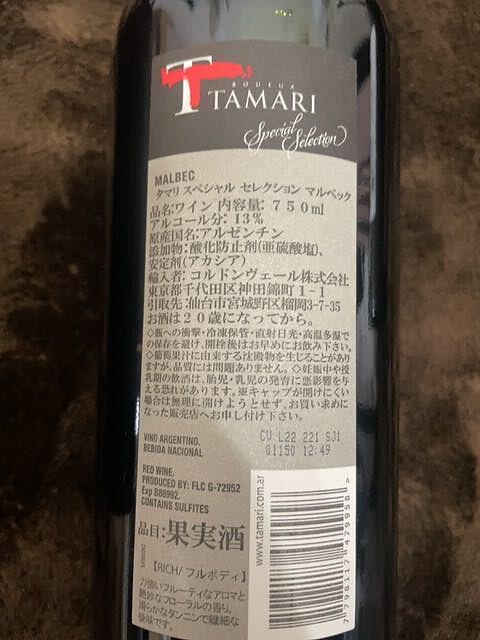 T
BODEGA
TAMARÍ
Special
Selection
MALBEC
タマリ スペシャル セレクション マルベック
品名:ワイン 内容量: 750ml
アルコール分: 13%
原産国名:アルゼンチン
添加物:酸化防止剤(亜硫酸塩)、
安定剤(アカシア)
輸入者: コルドンヴェール株式会社
東京都千代田区神田錦町1-1
引取先:仙台市宮城野区榴岡3-7-35
お酒は20歳になってから。
◇瓶への衝撃・冷凍保管・直射日光・高温多湿で
の保存を避け、開栓後はお早めにお飲み下さい。
◇葡萄果汁に由来する沈殿物を生じることがあり
ますが、品質には問題ありません。◇妊娠中や授
乳期の飲酒は、胎児・乳児の発育に悪影響を与
える恐れがあります。※キャップが開けにくい
場合は無理に開けようとせず、お買い求めに
なった販売店へお申し付け下さい。
VINO ARGENTINO.
BEBIDA NACIONAL
CV L22 221 SJ1
01150 12:49
RED WINE.
PRODUCED BY: FLC G-72952
Exp B88992.
CONTAINS SULFITES
品目:果実酒
【RICH/フルボディ】
力強いフルーティなアロマと
絶妙なフローラルの香り。
滑らかなタンニンで繊細な
後味です。
www.tamari.com.ar
7 798117 479958